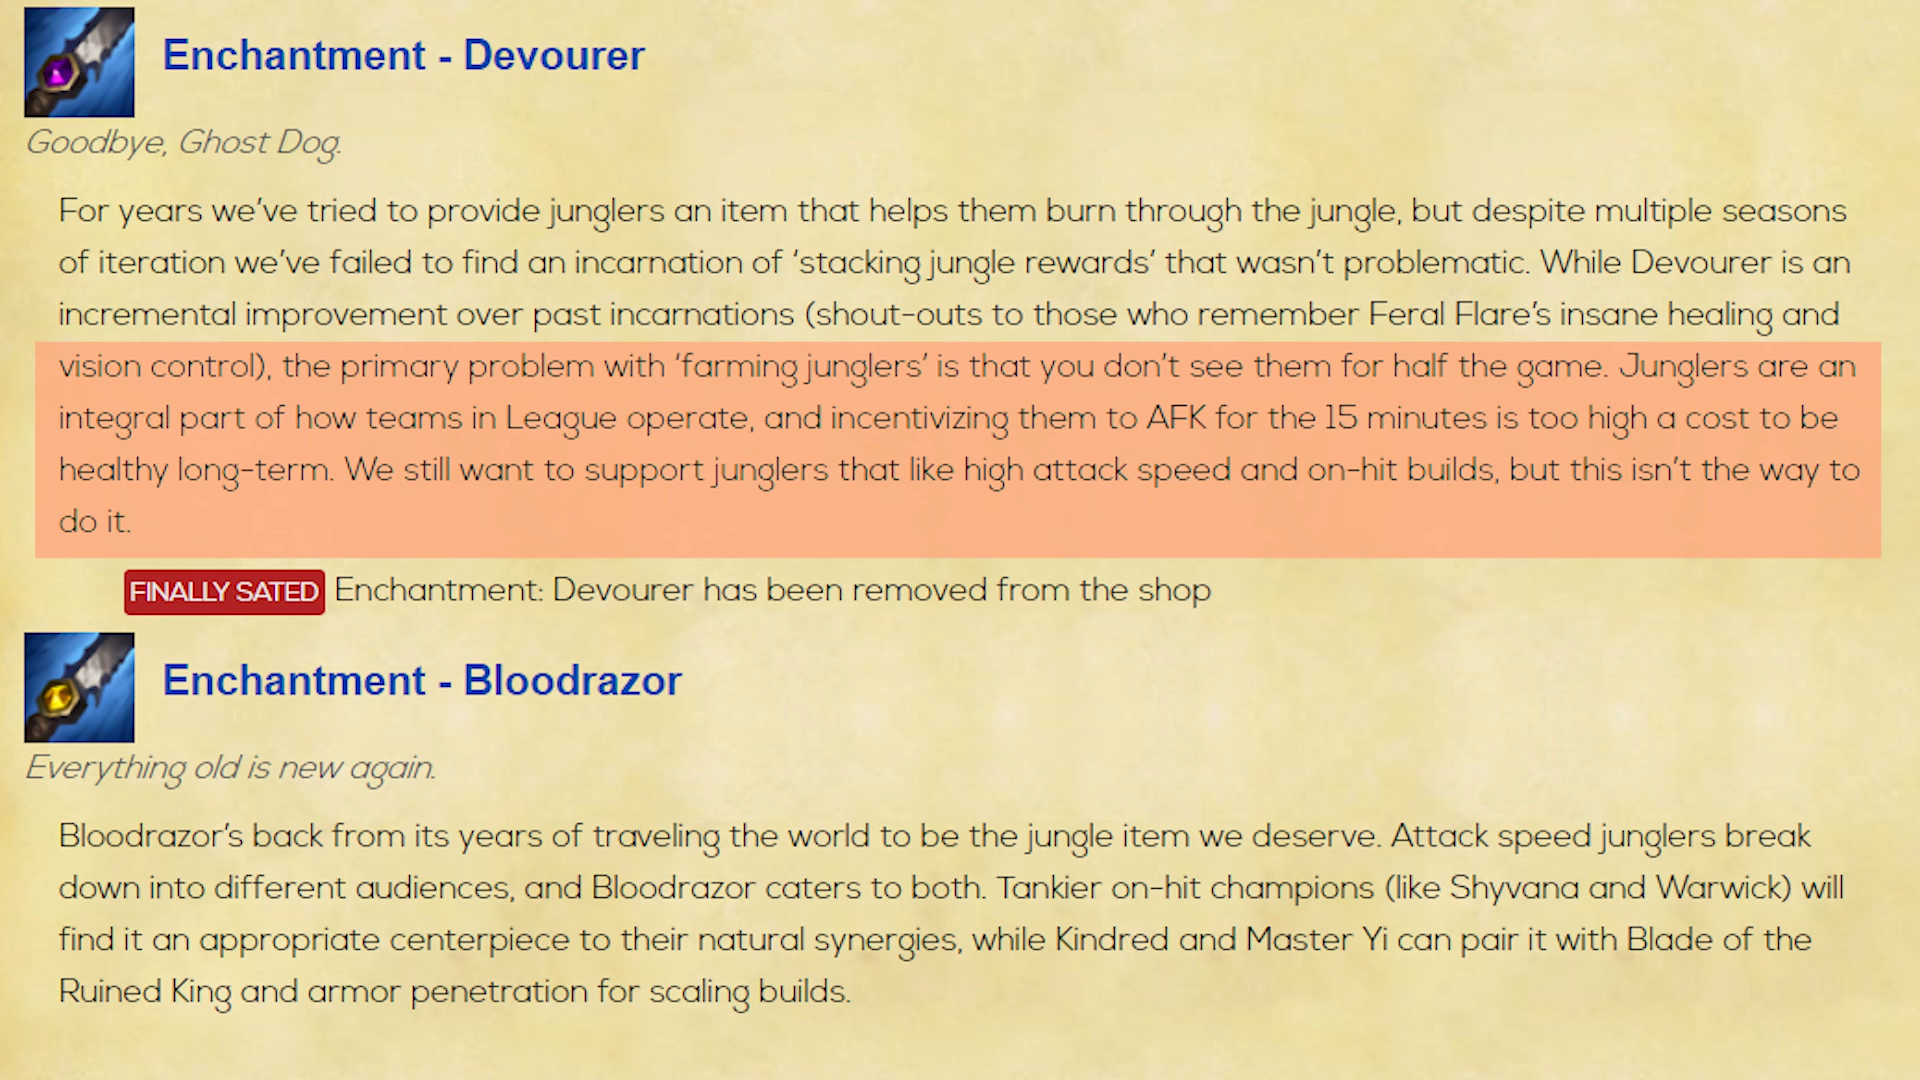 Enchantment - Devourer
Goodbye, Ghost Dog.
For years we've tried to provide junglers an item that helps them burn through the jungle, but despite multiple seasons
of iteration we've failed to find an incarnation of 'stacking jungle rewards' that wasn't problematic. While Devourer is an
incremental improvement over past incarnations (shout-outs to those who remember Feral Flare's insane healing and
vision control), the primary problem with 'farming junglers' is that you don't see them for half the game. Junglers are an
integral part of how teams in League operate, and incentivizing them to AFK for the 15 minutes is too high a cost to be
healthy long-term. We still want to support junglers that like high attack speed and on-hit builds, but this isn't the way to
do it.
FINALLY SATED Enchantment: Devourer has been removed from the shop
Enchantment - Bloodrazor
Everything old is new again.
Bloodrazor's back from its years of traveling the world to be the jungle item we deserve. Attack speed junglers break
down into different audiences, and Bloodrazor caters to both. Tankier on-hit champions (like Shyvana and Warwick) will
find it an appropriate centerpiece to their natural synergies, while Kindred and Master Yi can pair it with Blade of the
Ruined King and armor penetration for scaling builds.